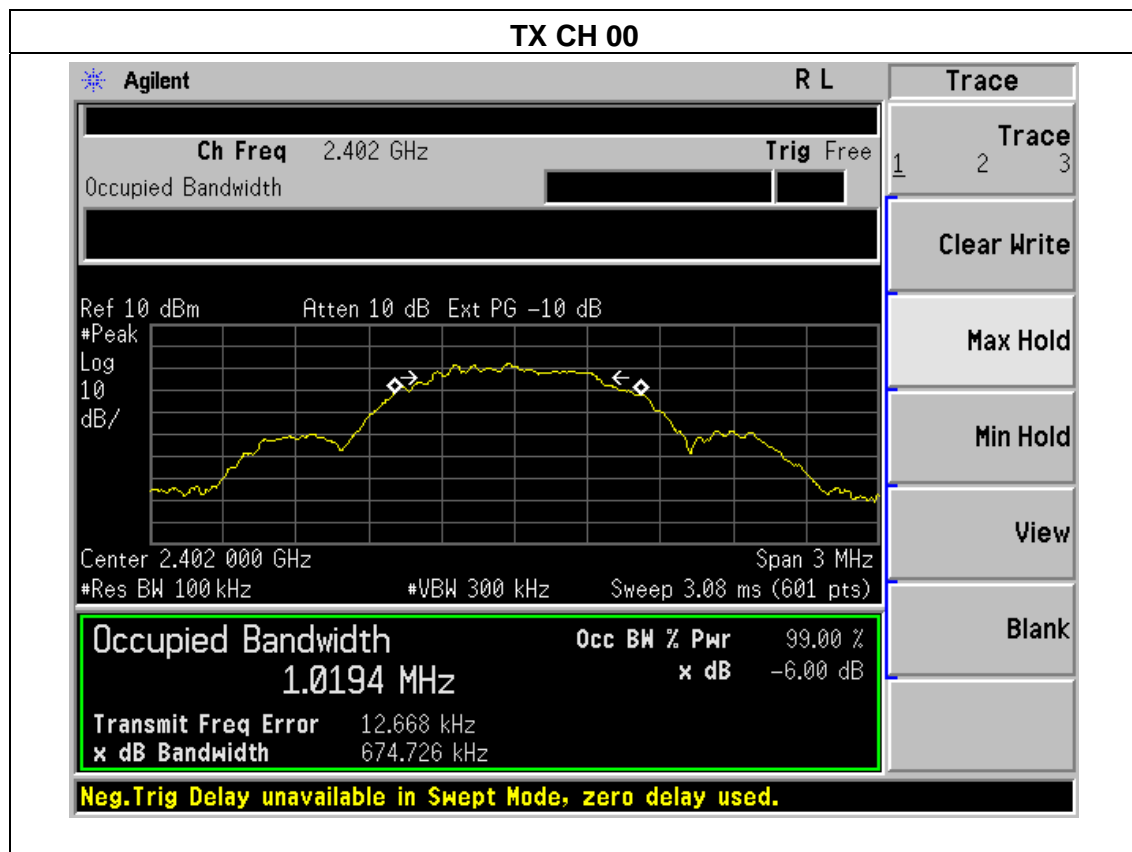 TX CH 00
Agilent R L Trace
Ch Freq 2.402 GHz Trig Free
Trace
1 2 3
Occupied Bandwidth
Clear Write
Ref 10 dBm Atten 10 dB Ext PG -10 dB
#Peak
Log
10
dB/
Max Hold
Min Hold
View
Center 2.402 000 GHz Span 3 MHz
#Res BW 100 kHz #VBW 300 kHz Sweep 3.08 ms (601 pts)
Blank
Occupied Bandwidth Occ BW % Pwr 99.00 %
1.0194 MHz x dB -6.00 dB
Transmit Freq Error 12.668 kHz
x dB Bandwidth 674.726 kHz
Neg.Trig Delay unavailable in Swept Mode, zero delay used.